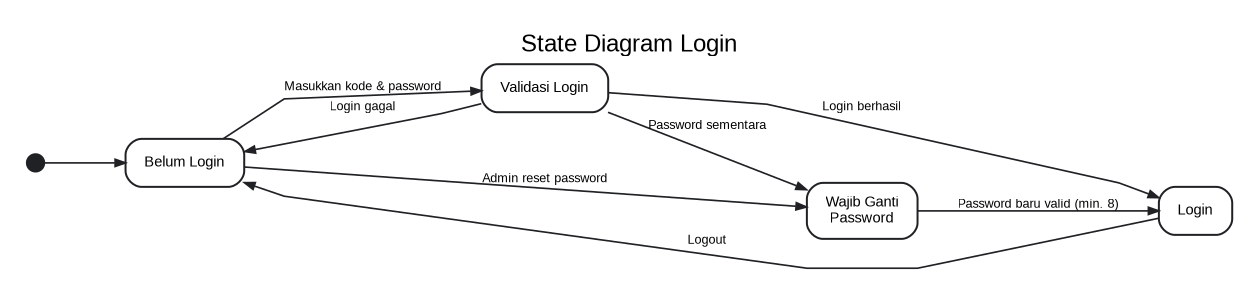 State Diagram Login
Masukkan kode & password
Validasi Login
Login gagal
Login berhasil
Password sementara
Belum Login
Admin reset password
Wajib Ganti
Password
Password baru valid (min. 8)
Login
Logout